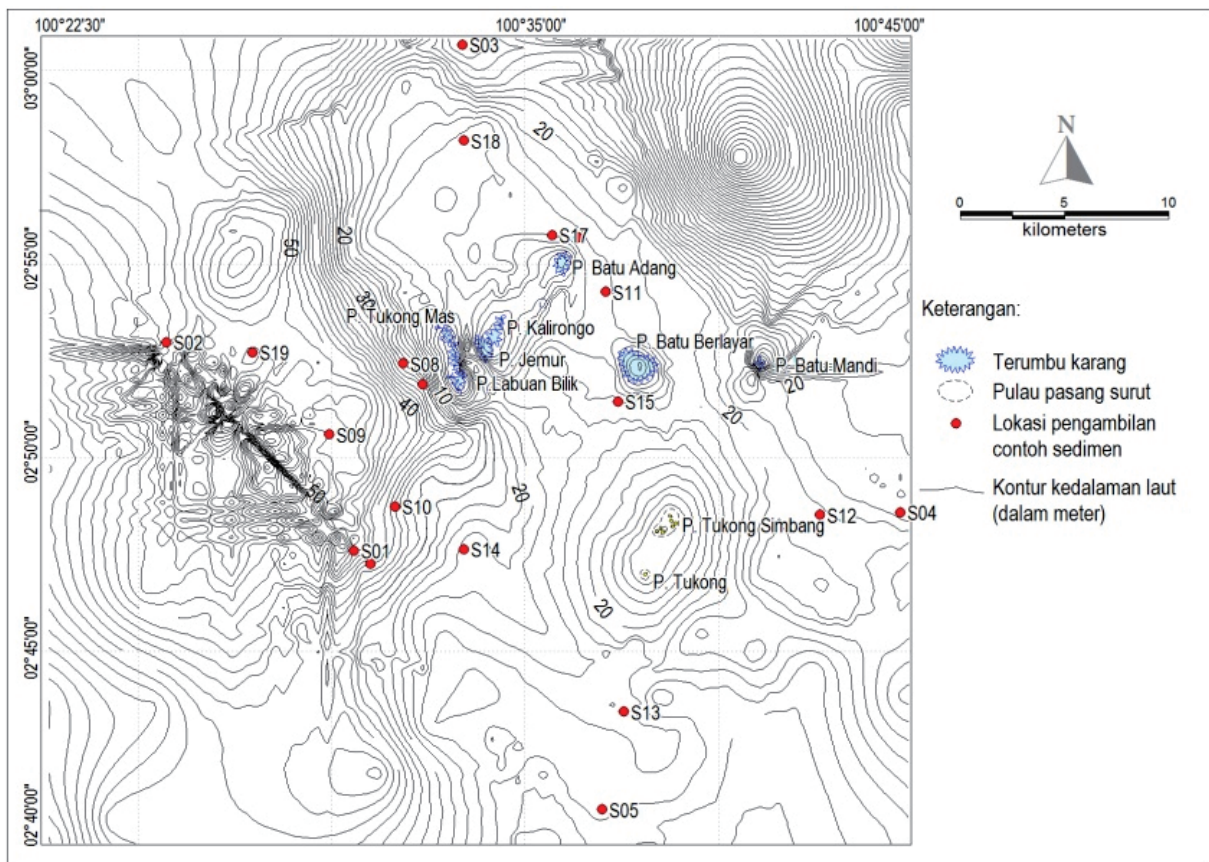 100°22'30"
100°35'00"
100°45'00"
03°00'00"
02°55'00"
02°50'00"
02°45'00"
02°40'00"
S03
S18
20
50
20
S17
P. Batu Adang
S11
30
P. Tukong Mas
P. Kalirongo
P. Jemur
P.Labuan Bilik
S02
S19
S08
10
40
P. Batu Berlayar
P. Batu Mandi
20
S15
20
S09
50
S10
20
S01
S14
P. Tukong Simbang
P. Tukong
20
S12
S04
S13
S05
N
0 5 10
kilometers
Keterangan:
Terumbu karang
Pulau pasang surut
Lokasi pengambilan
contoh sedimen
Kontur kedalaman laut
(dalam meter)